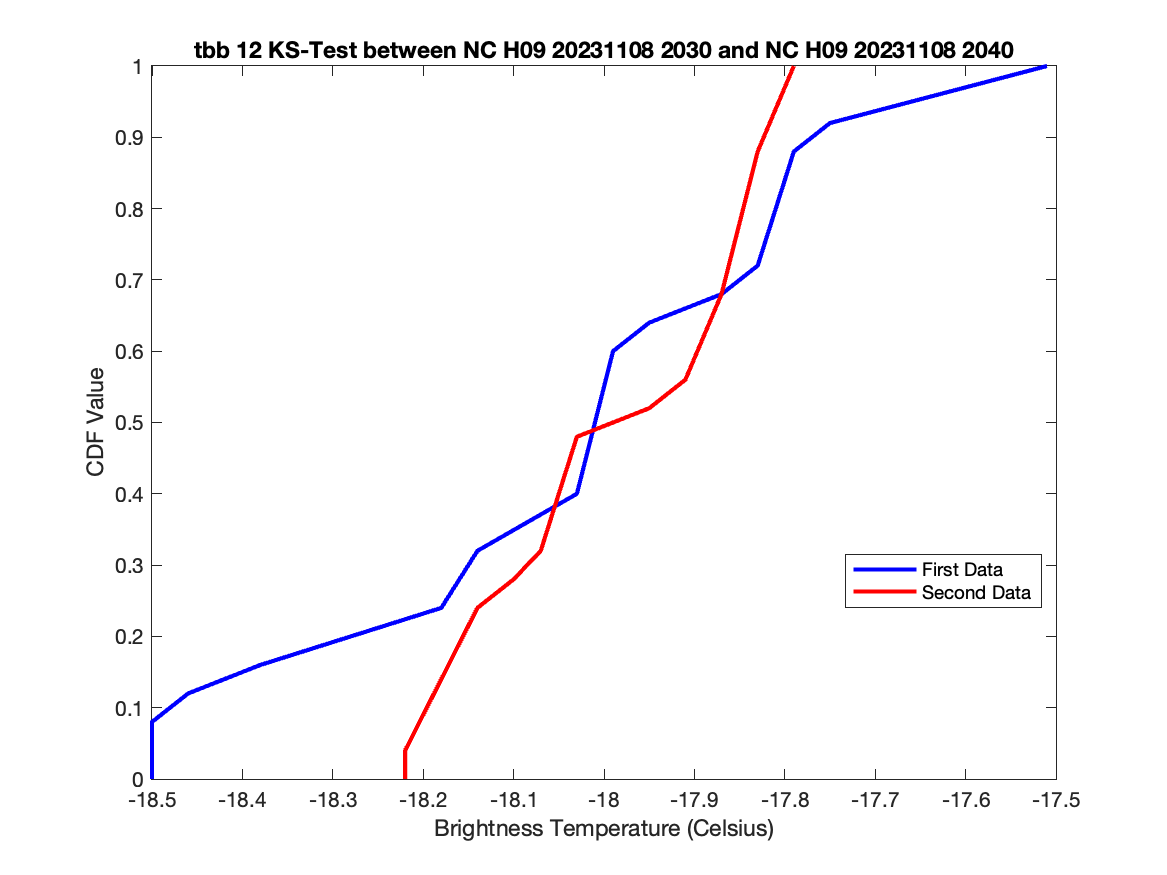 tbb 12 KS-Test between NC H09 20231108 2030 and NC H09 20231108 2040
1
0.9
0.8
0.7
0.6
0.5
0.4
0.3
0.2
0.1
0
CDF Value
First Data
Second Data
-18.5 -18.4 -18.3 -18.2 -18.1 -18 -17.9 -17.8 -17.7 -17.6 -17.5
Brightness Temperature (Celsius)